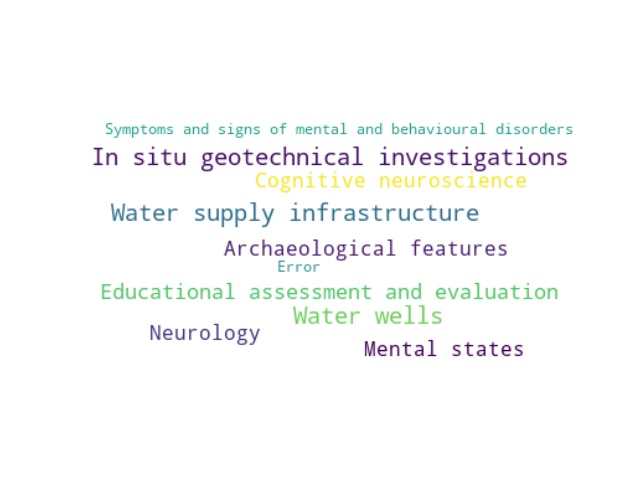 Symptoms and signs of mental and behavioural disorders
In situ geotechnical investigations
Cognitive neuroscience
Water supply infrastructure
Archaeological features
Error
Educational assessment and evaluation
Water wells
Neurology
Mental states